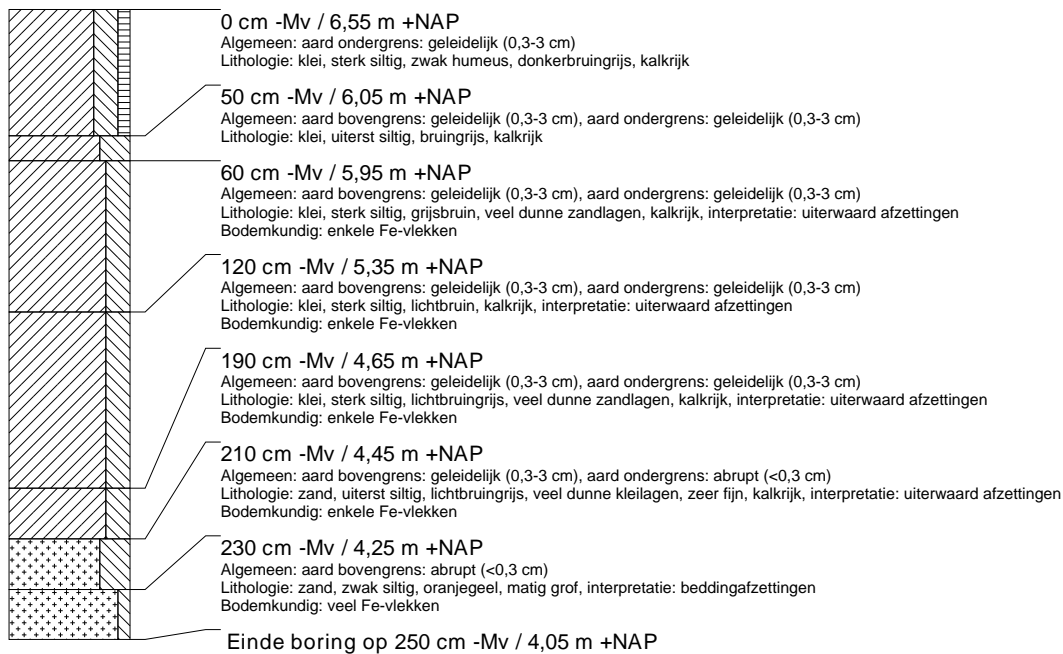 0 cm -Mv / 6,55 m +NAP
Algemeen: aard ondergrens: geleidelijk (0,3-3 cm)
Lithologie: klei, sterk siltig, zwak humeus, donkerbruingrijs, kalkrijk
50 cm -Mv / 6,05 m +NAP
Algemeen: aard bovengrens: geleidelijk (0,3-3 cm), aard ondergrens: geleidelijk (0,3-3 cm)
Lithologie: klei, uiterst siltig, bruingrijs, kalkrijk
60 cm -Mv / 5,95 m +NAP
Algemeen: aard bovengrens: geleidelijk (0,3-3 cm), aard ondergrens: geleidelijk (0,3-3 cm)
Lithologie: klei, sterk siltig, grijsbruin, veel dunne zandlagen, kalkrijk, interpretatie: uiterwaard afzettingen
Bodemkundig: enkele Fe-vlekken
120 cm -Mv / 5,35 m +NAP
Algemeen: aard bovengrens: geleidelijk (0,3-3 cm), aard ondergrens: geleidelijk (0,3-3 cm)
Lithologie: klei, sterk siltig, lichtbruin, kalkrijk, interpretatie: uiterwaard afzettingen
Bodemkundig: enkele Fe-vlekken
190 cm -Mv / 4,65 m +NAP
Algemeen: aard bovengrens: geleidelijk (0,3-3 cm), aard ondergrens: geleidelijk (0,3-3 cm)
Lithologie: klei, sterk siltig, lichtbruingrijs, veel dunne zandlagen, kalkrijk, interpretatie: uiterwaard afzettingen
Bodemkundig: enkele Fe-vlekken
210 cm -Mv / 4,45 m +NAP
Algemeen: aard bovengrens: geleidelijk (0,3-3 cm), aard ondergrens: abrupt (<0,3 cm)
Lithologie: zand, uiterst siltig, lichtbruingrijs, veel dunne kleilagen, zeer fijn, kalkrijk, interpretatie: uiterwaard afzettingen
Bodemkundig: enkele Fe-vlekken
230 cm -Mv / 4,25 m +NAP
Algemeen: aard bovengrens: abrupt (<0,3 cm)
Lithologie: zand, zwak siltig, oranjegeel, matig grof, interpretatie: beddingafzettingen
Bodemkundig: veel Fe-vlekken
Einde boring op 250 cm -Mv / 4,05 m +NAP